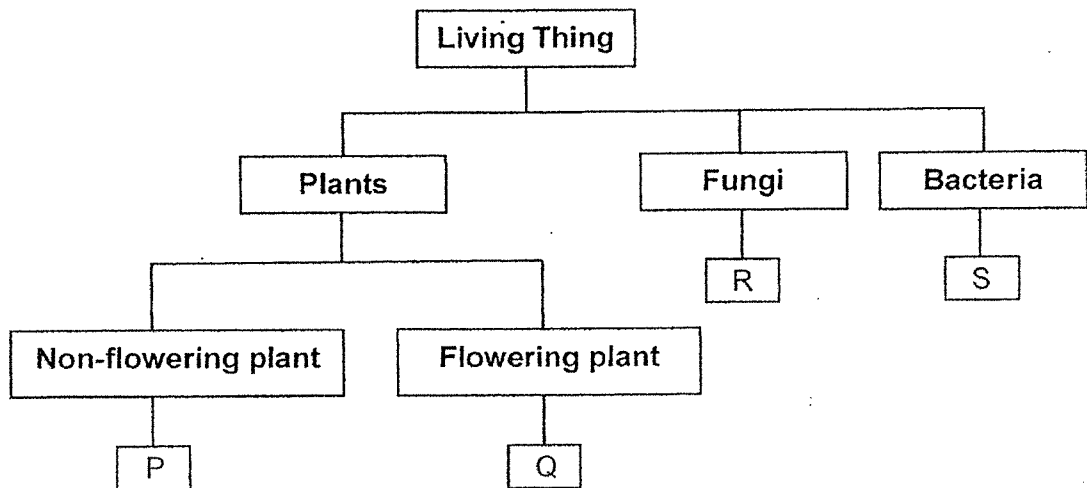 Living Thing
Plants
Fungi
Bacteria
R
S
Non-flowering plant
Flowering plant
P
Q